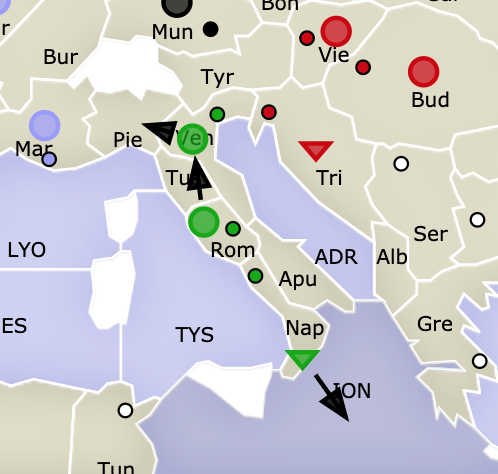 Bon
r
Mun
Vie
Bur
Tyr
Bud
Pie
Ven
Mar
Tu
Tri
LYO
Rom
ADR
Alb
Ser
Apu
ES
TYS
Nap
Gre
ION
Tun